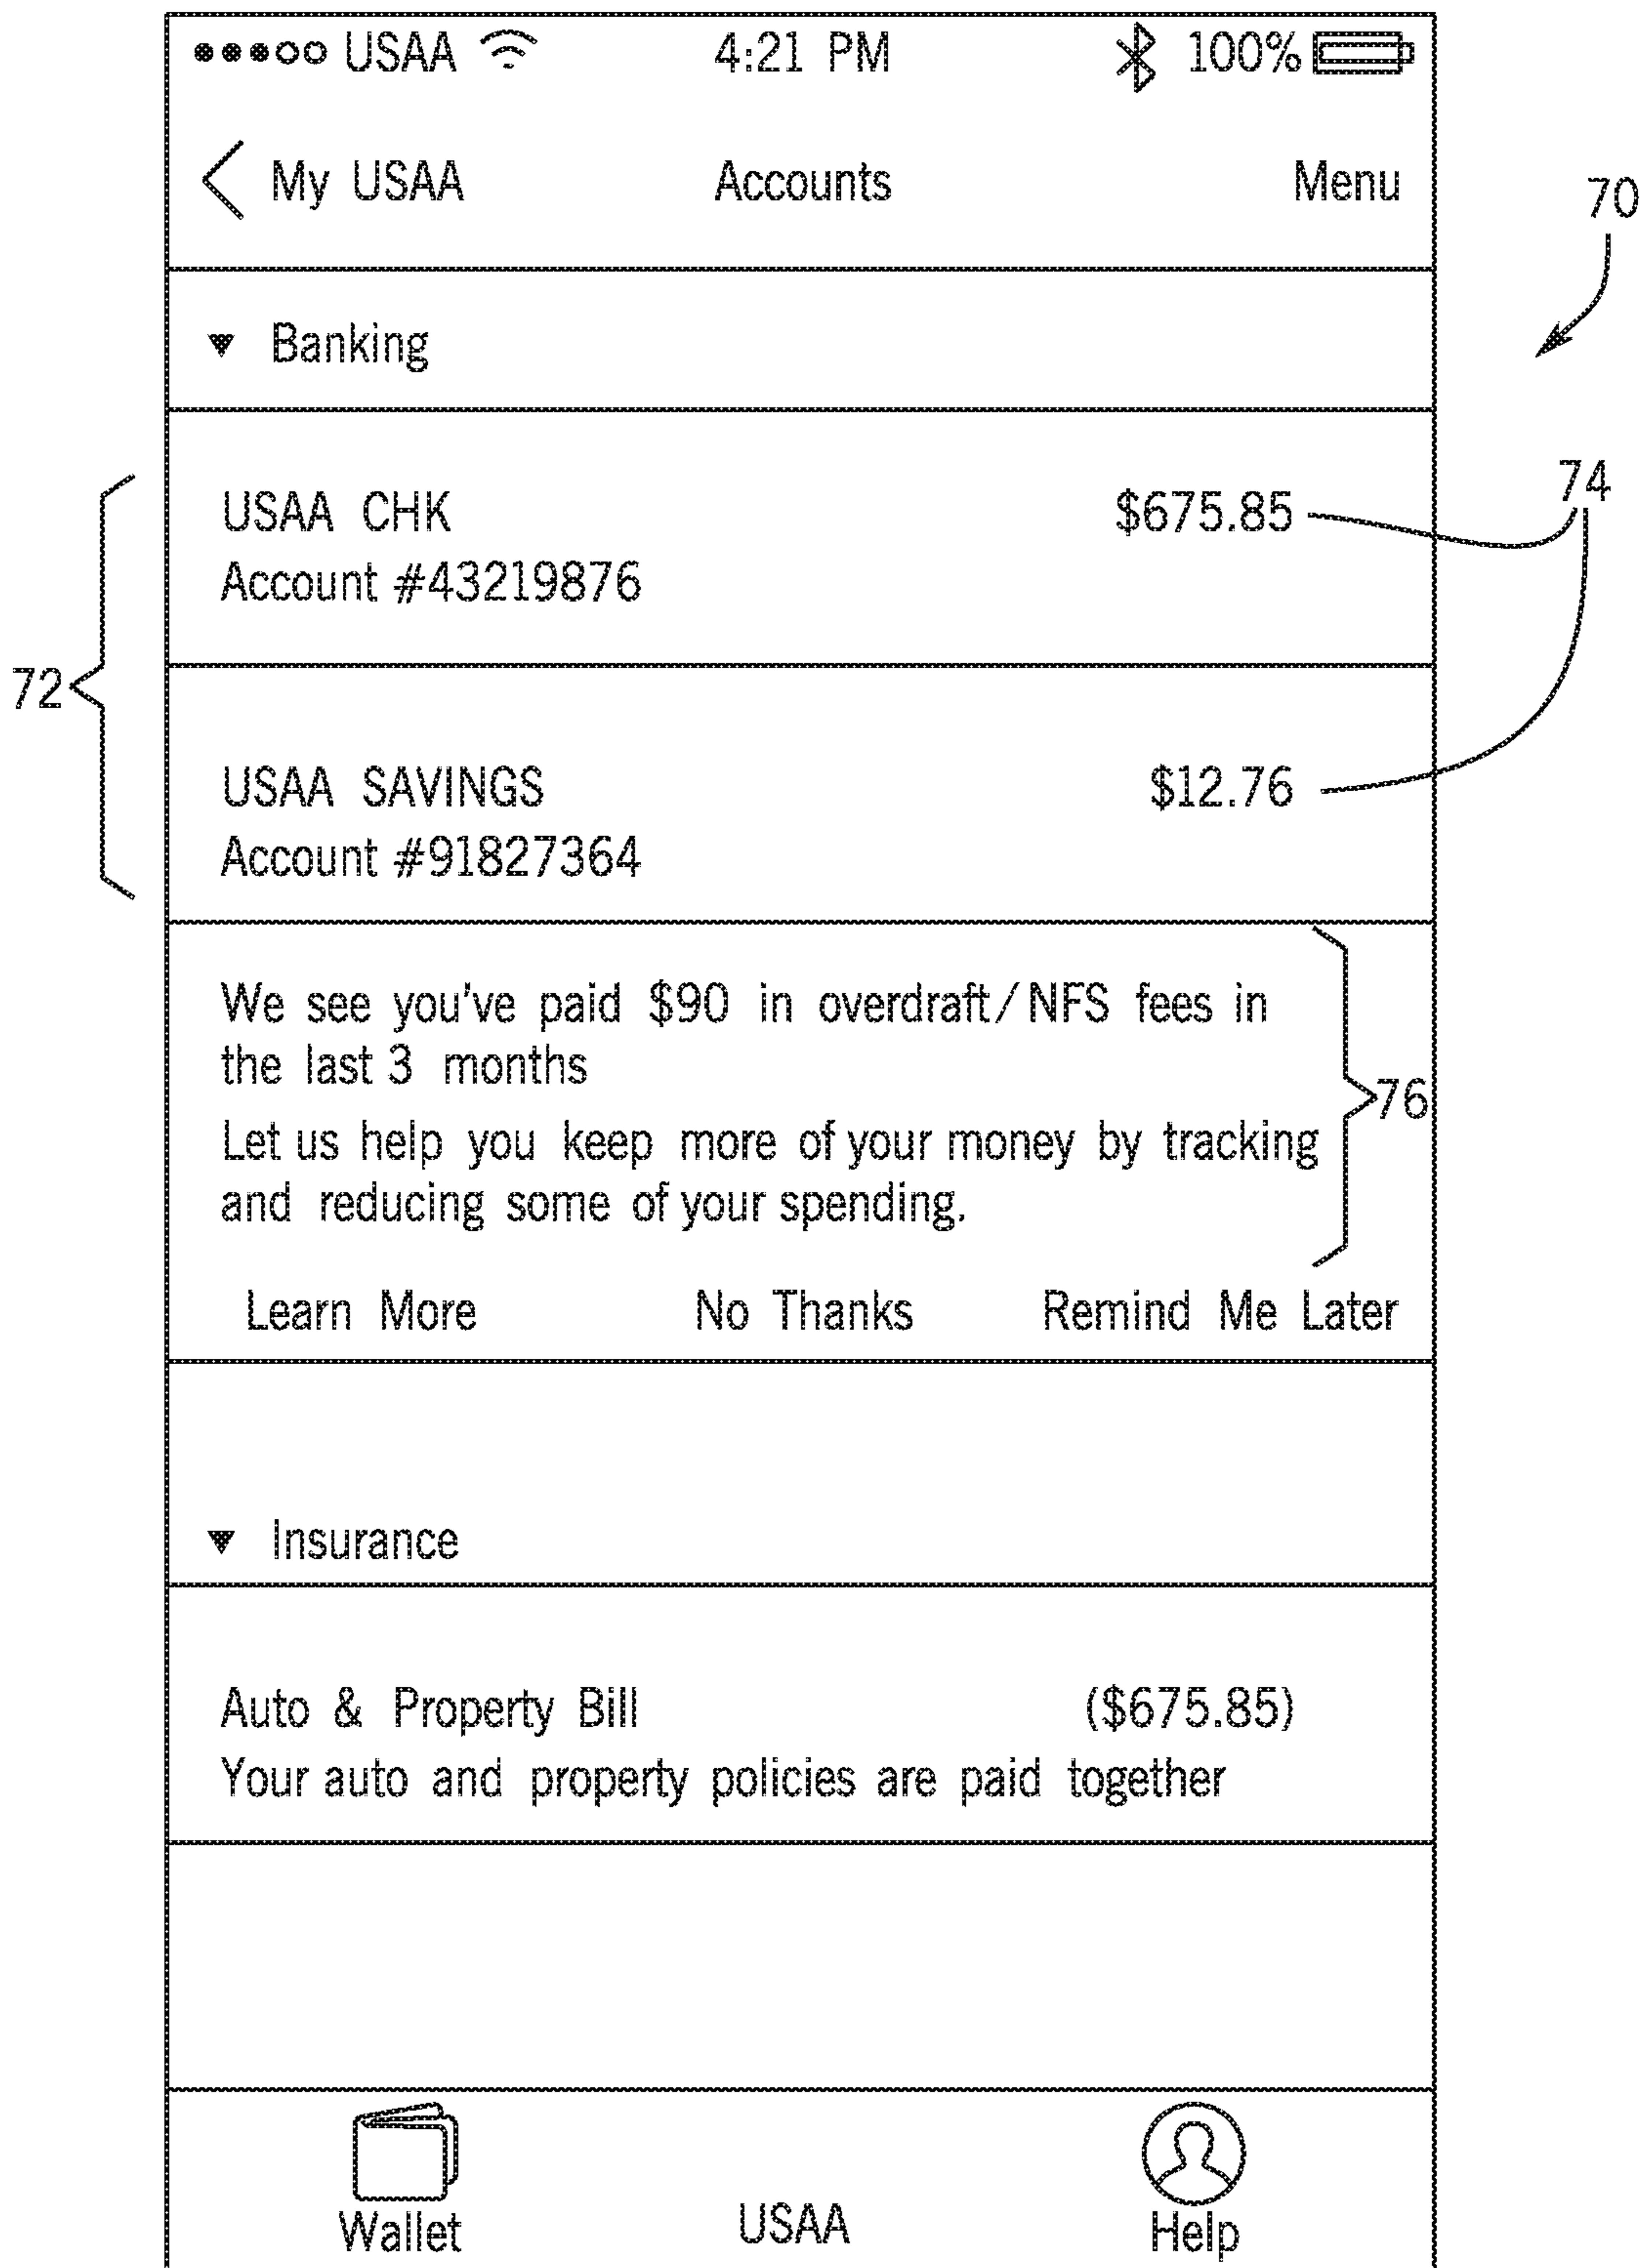 USAA 4:21 PM 100%
My USAA Accounts Menu
70
Banking
74
USAA CHK $675.85
Account #43219876
72
USAA SAVINGS $12.76
Account #91827364
We see you've paid $90 in overdraft/NFS fees in
the last 3 months
76
Let us help you keep more of your money by tracking
and reducing some of your spending.
Learn More No Thanks Remind Me Later
Insurance
Auto & Property Bill ($675.85)
Your auto and property policies are paid together
Wallet USAA Help